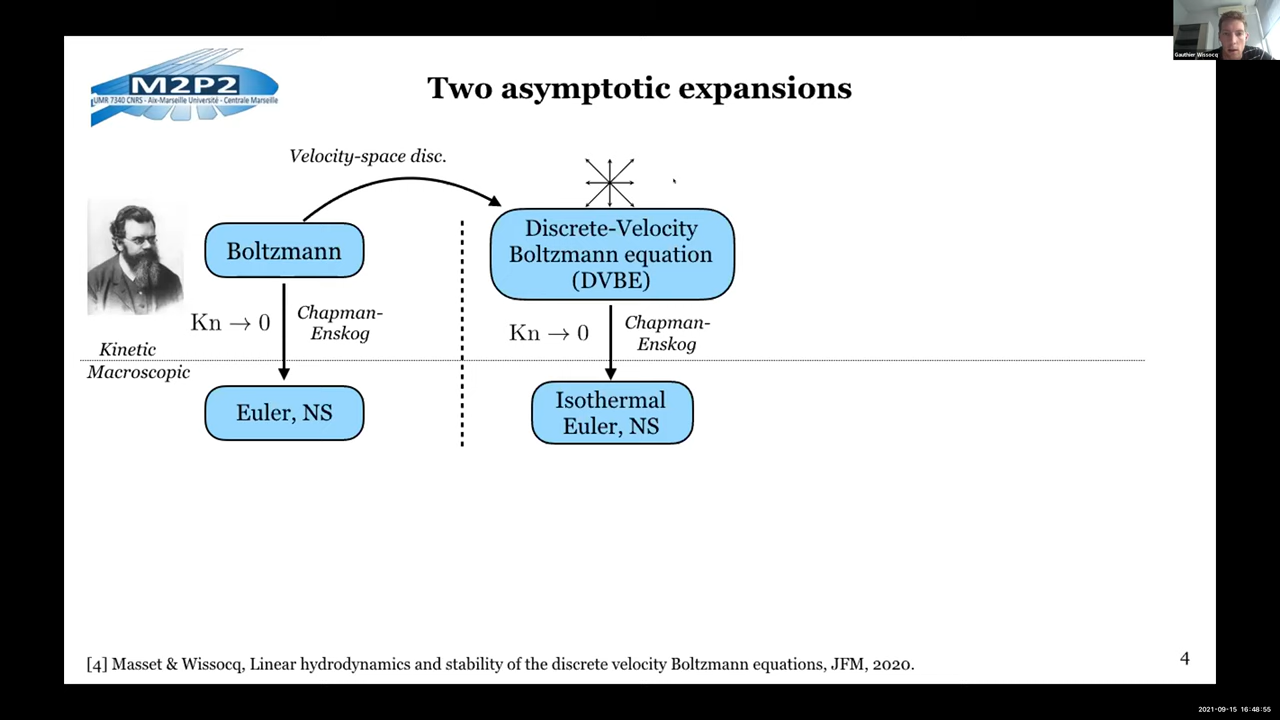 Gauthier Wissocq
M2P2
UMR 7340 CNRS - Aix-Marseille Université - Centrale Marseille
Two asymptotic expansions
Velocity-space disc.
Boltzmann
Discrete-Velocity
Boltzmann equation
(DVBE)
Kn → 0
Chapman-
Enskog
Kn → 0
Chapman-
Enskog
Kinetic
Macroscopic
Euler, NS
Isothermal
Euler, NS
[4] Masset & Wissocq, Linear hydrodynamics and stability of the discrete velocity Boltzmann equations, JFM, 2020.
4
2021-09-15 16:48:55